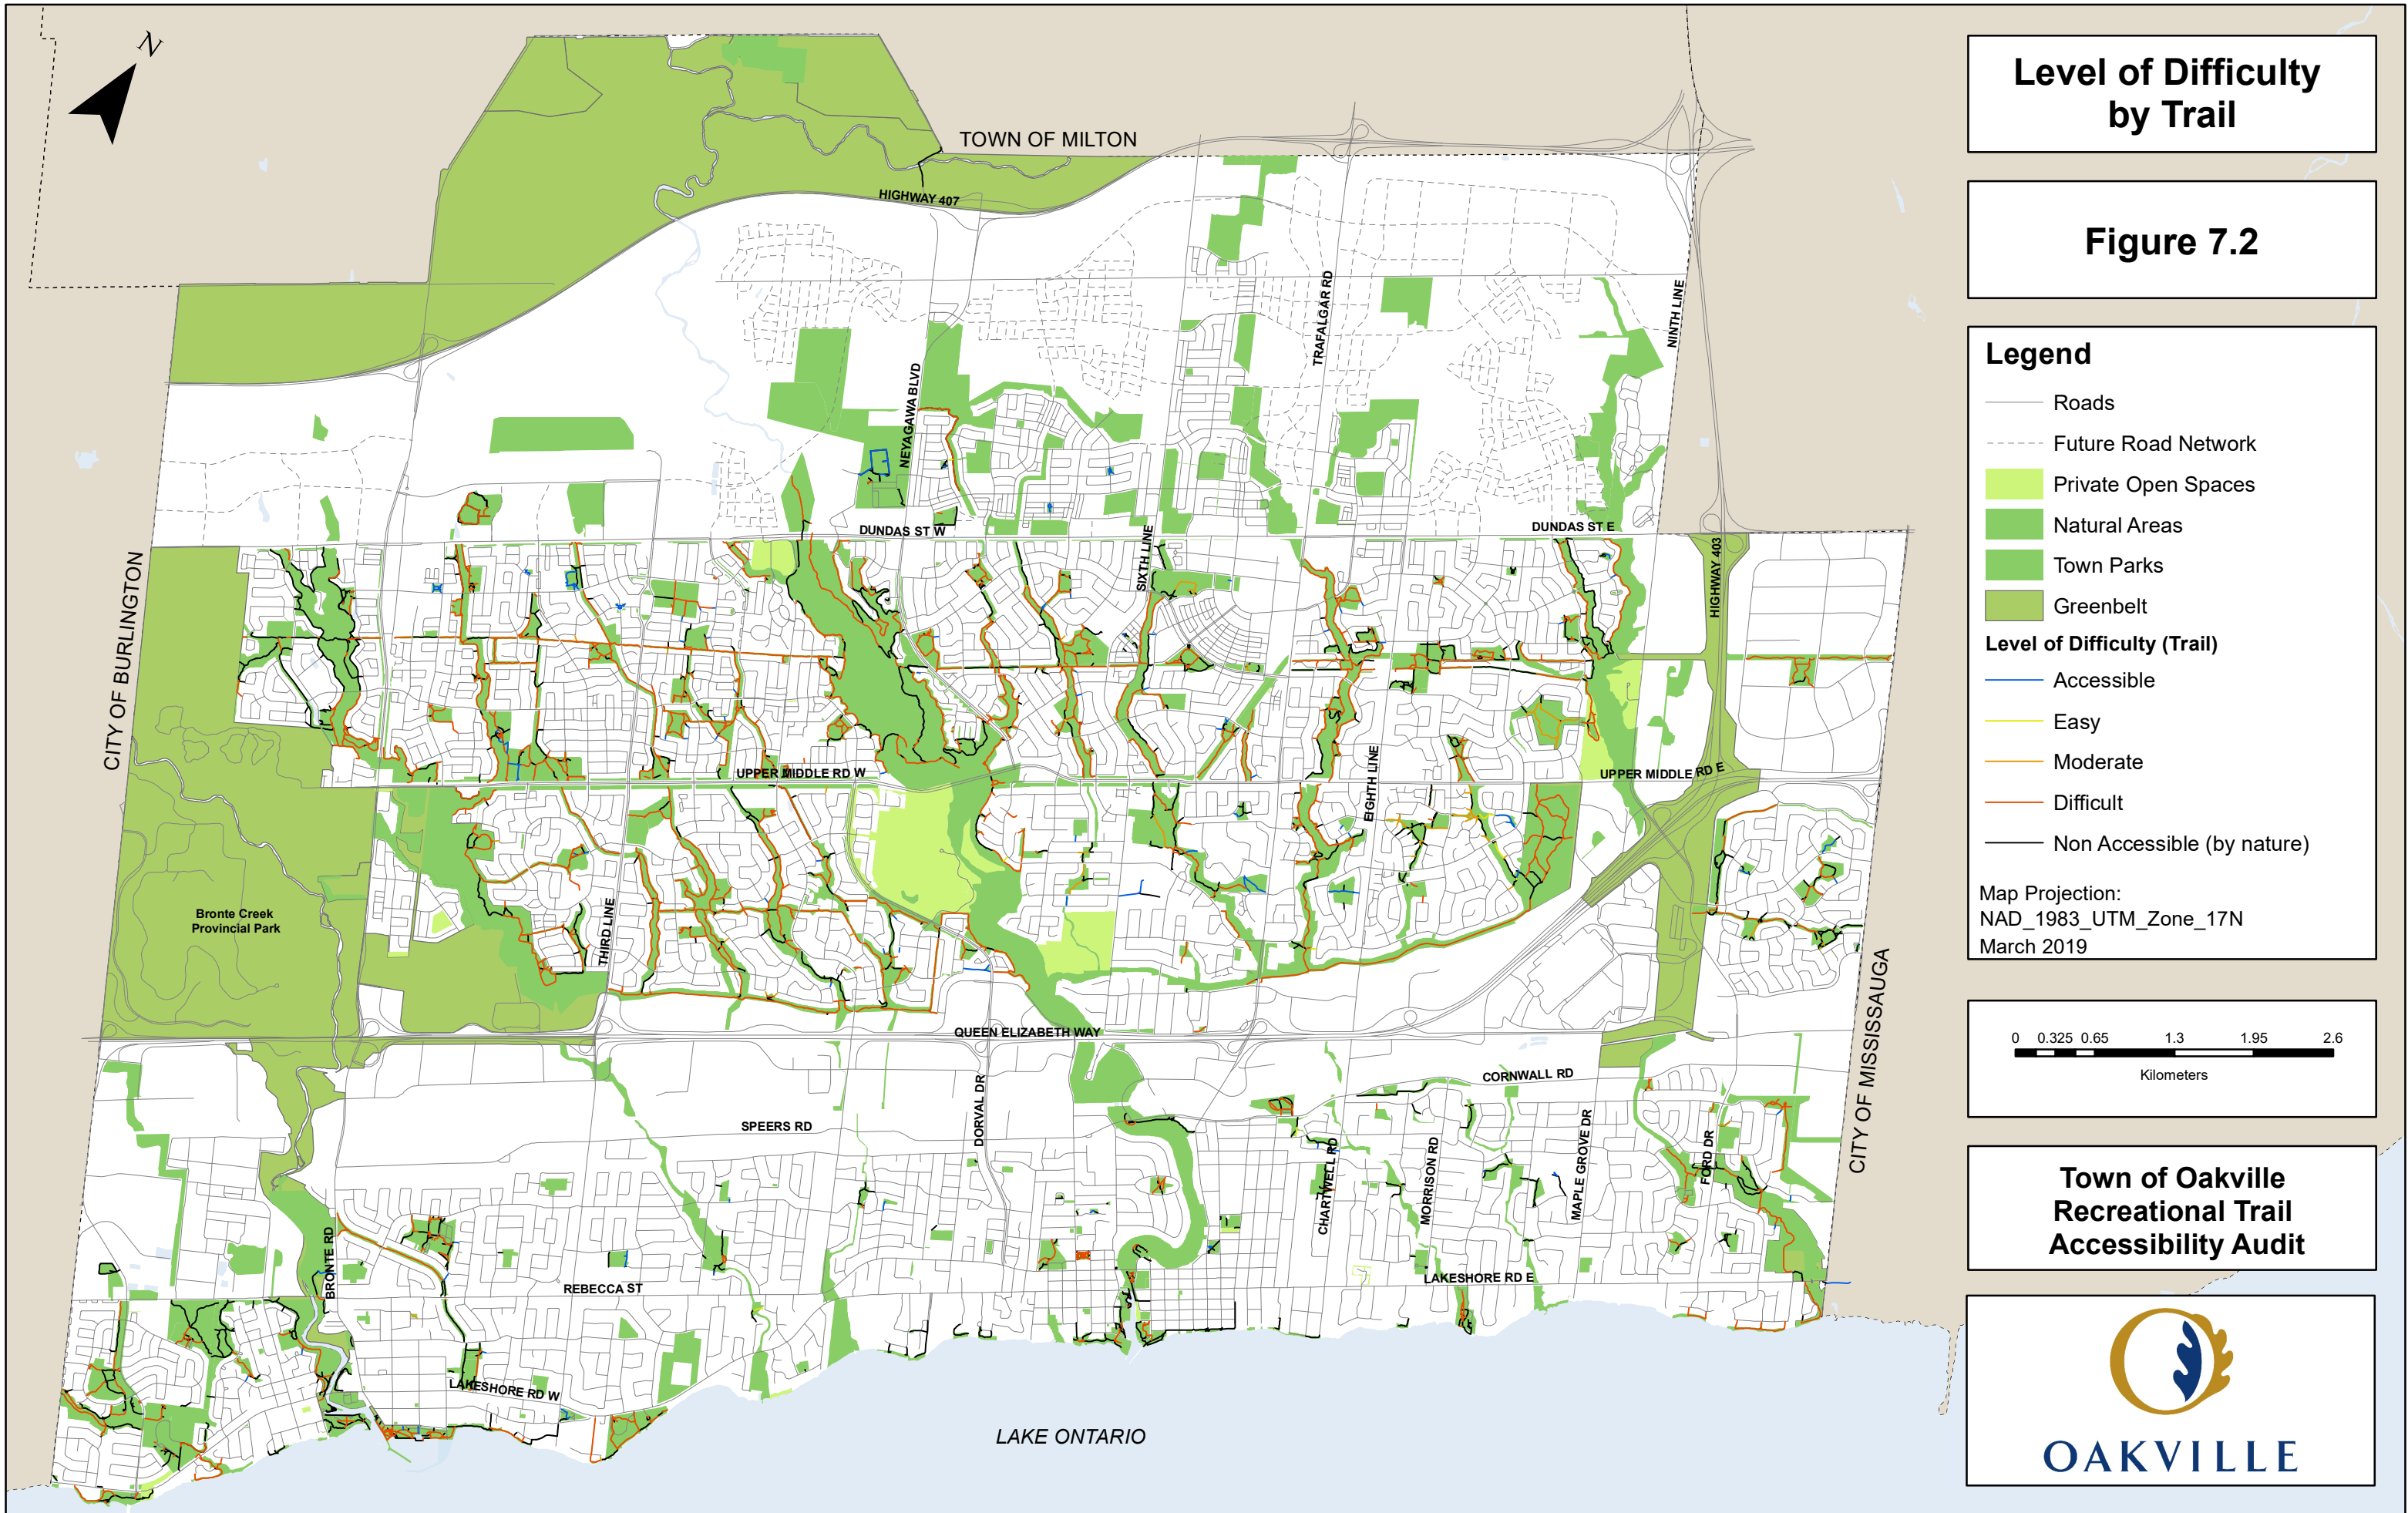 N
TOWN OF MILTON
HIGHWAY 407
TRAFALGAR RD
NINTH LINE
NEYAGAWA BLVD
DUNDAS ST W
SIXTH LINE
DUNDAS ST E
HIGHWAY 403
CITY OF BURLINGTON
UPPER MIDDLE RD W
EIGHTH LINE
UPPER MIDDLE RD E
Bronte Creek
Provincial Park
THIRD LINE
QUEEN ELIZABETH WAY
CITY OF MISSISSAUGA
CORNWALL RD
SPEERS RD
DORVAL DR
CHARTWELL RD
MORRISON RD
MAPLE GROVE DR
FORD DR
BRONTE RD
REBECCA ST
LAKESHORE RD E
LAKESHORE RD W
LAKE ONTARIO
Level of Difficulty
by Trail
Figure 7.2
Legend
Roads
Future Road Network
Private Open Spaces
Natural Areas
Town Parks
Greenbelt
Level of Difficulty (Trail)
Accessible
Easy
Moderate
Difficult
Non Accessible (by nature)
Map Projection:
NAD_1983_UTM_Zone_17N
March 2019
0 0.325 0.65 1.3 1.95 2.6
Kilometers
Town of Oakville
Recreational Trail
Accessibility Audit
OAKVILLE